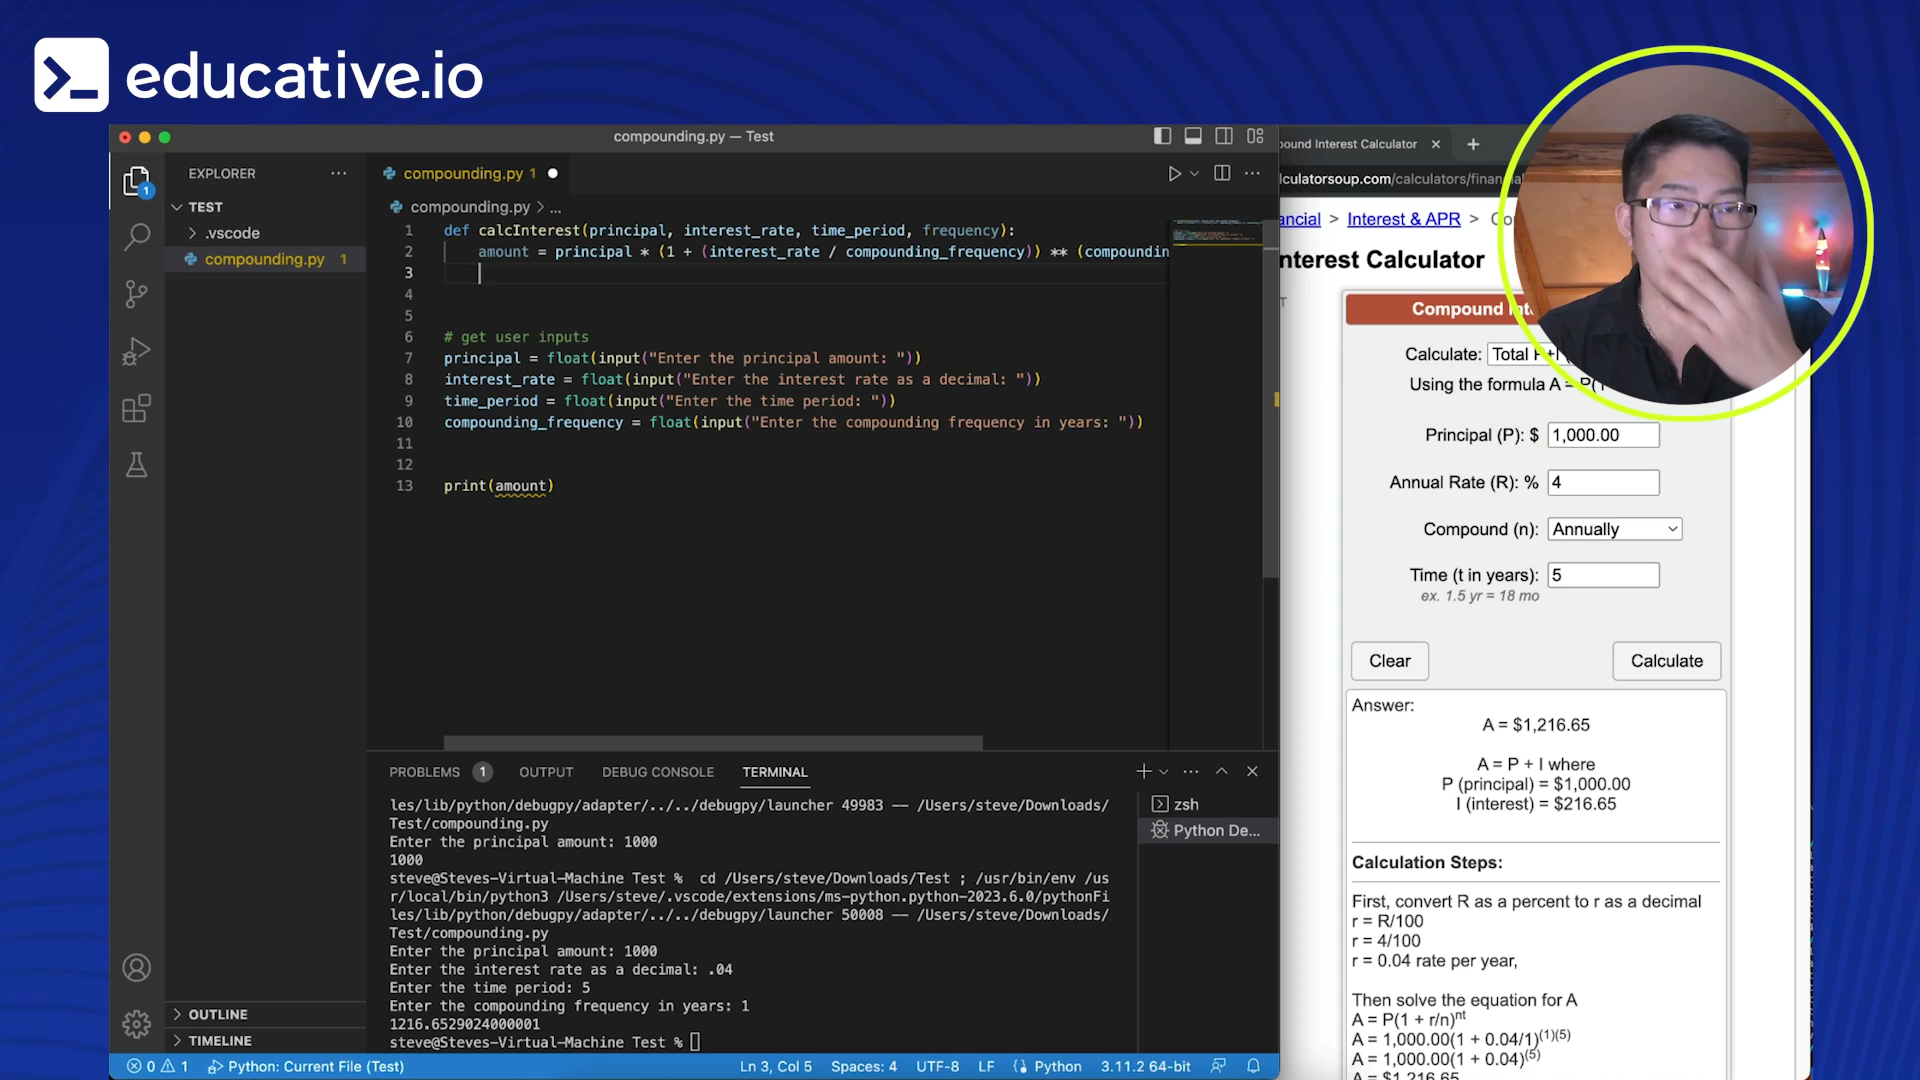 educative.io
compounding.py — Test
EXPLORER
TEST
.vscode
compounding.py 1
1
compounding.py 1
compounding.py > ...
1 def calcInterest(principal, interest_rate, time_period, frequency):
2 amount = principal * (1 + (interest_rate / compounding_frequency)) ** (compoundin
3
4
5
6 # get user inputs
7 principal = float(input("Enter the principal amount: "))
8 interest_rate = float(input("Enter the interest rate as a decimal: "))
9 time_period = float(input("Enter the time period: "))
10 compounding_frequency = float(input("Enter the compounding frequency in years: "))
11
12
13 print(amount)
PROBLEMS 1 OUTPUT DEBUG CONSOLE TERMINAL
les/lib/python/debugpy/adapter/../../debugpy/launcher 49983 -- /Users/steve/Downloads/
Test/compounding.py
Enter the principal amount: 1000
1000
steve@Steves-Virtual-Machine Test % cd /Users/steve/Downloads/Test ; /usr/bin/env /us
r/local/bin/python3 /Users/steve/.vscode/extensions/ms-python.python-2023.6.0/pythonFi
les/lib/python/debugpy/adapter/../../debugpy/launcher 50008 -- /Users/steve/Downloads/
Test/compounding.py
Enter the principal amount: 1000
Enter the interest rate as a decimal: .04
Enter the time period: 5
Enter the compounding frequency in years: 1
1216.6529024000001
steve@Steves-Virtual-Machine Test %
zsh
Python De...
OUTLINE
TIMELINE
0 1 Python: Current File (Test) Ln 3, Col 5 Spaces: 4 UTF-8 LF Python 3.11.2 64-bit
ound Interest Calculator
lculatorsoup.com/calculators/financial
ancial > Interest & APR > Co
nterest Calculator
Compound Int
Calculate: Total P+I
Using the formula A = P(1
Principal (P): $ 1,000.00
Annual Rate (R): % 4
Compound (n): Annually
Time (t in years): 5
ex. 1.5 yr = 18 mo
Clear Calculate
Answer:
A = $1,216.65
A = P + I where
P (principal) = $1,000.00
I (interest) = $216.65
Calculation Steps:
First, convert R as a percent to r as a decimal
r = R/100
r = 4/100
r = 0.04 rate per year,
Then solve the equation for A
A = P(1 + r/n)^nt
A = 1,000.00(1 + 0.04/1)^(1)(5)
A = 1,000.00(1 + 0.04)^(5)
A = $1,216.65